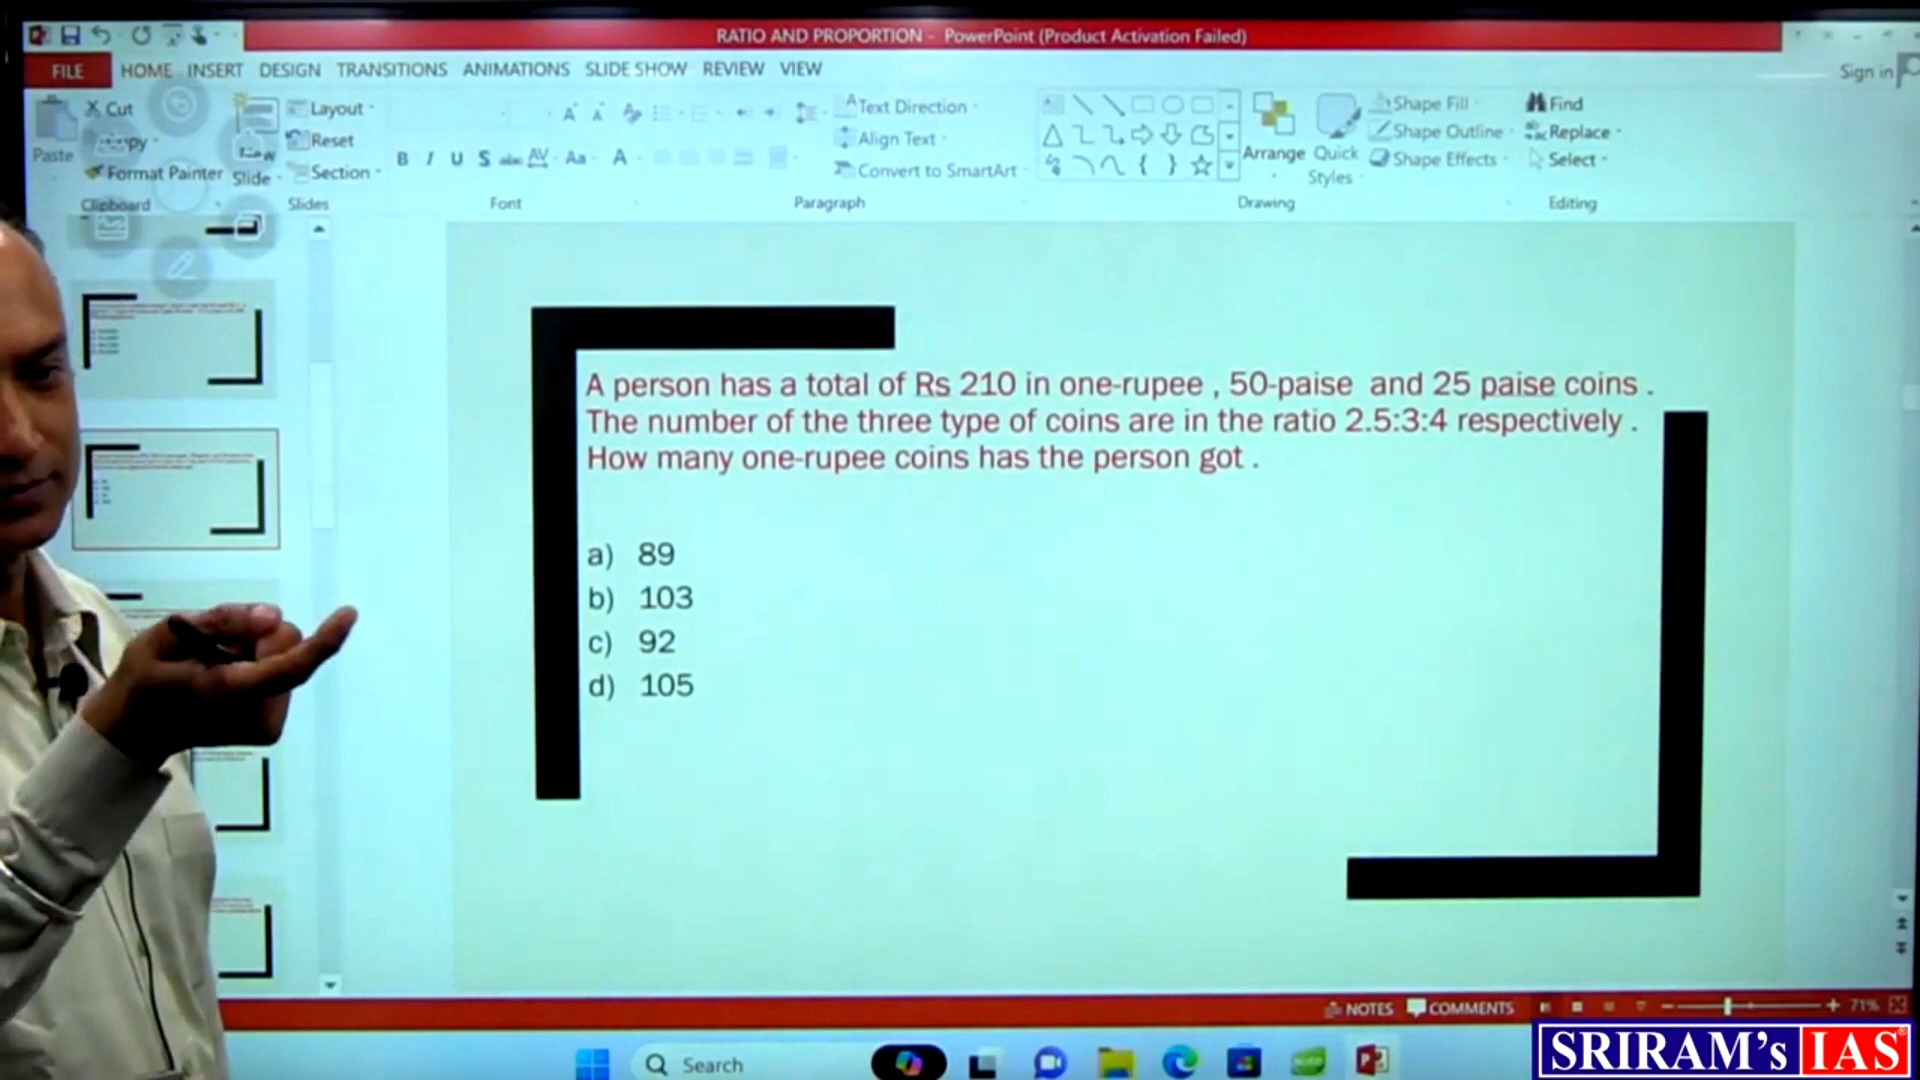 RATIO AND PROPORTION - PowerPoint (Product Activation Failed)
FILE HOME INSERT DESIGN TRANSITIONS ANIMATIONS SLIDE SHOW REVIEW VIEW
Sign in
Cut
Format Painter
Paste
Clipboard
Slide
Layout
Reset
Section
Slides
B I U S abc AV Aa A
Font
Text Direction
Align Text
Convert to SmartArt
Paragraph
Arrange
Quick
Styles
Shape Fill
Shape Outline
Shape Effects
Drawing
Find
Replace
Select
Editing
A person has a total of Rs 210 in one-rupee , 50-paise and 25 paise coins .
The number of the three type of coins are in the ratio 2.5:3:4 respectively .
How many one-rupee coins has the person got .
a) 89
b) 103
c) 92
d) 105
NOTES COMMENTS 71%
Search
SRIRAM's IAS